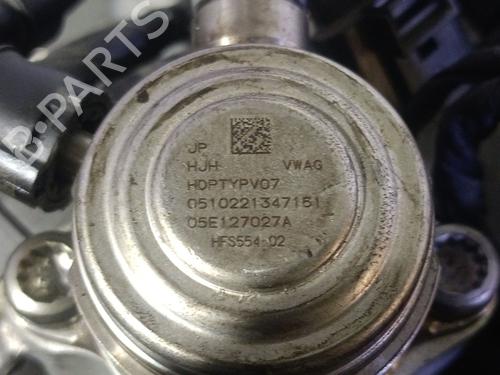 JP
HJH VWAG
HDPTYPV07
0510221347151
05E127027A
HFS554-02
B-PARTS